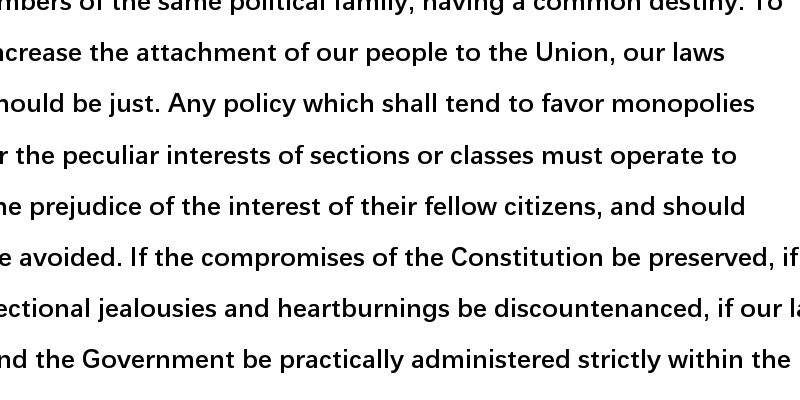 mbers of the same political family, having a common destiny. To
ncrease the attachment of our people to the Union, our laws
hould be just. Any policy which shall tend to favor monopolies
r the peculiar interests of sections or classes must operate to
he prejudice of the interest of their fellow citizens, and should
e avoided. If the compromises of the Constitution be preserved, if
ectional jealousies and heartburnings be discountenanced, if our la
nd the Government be practically administered strictly within the